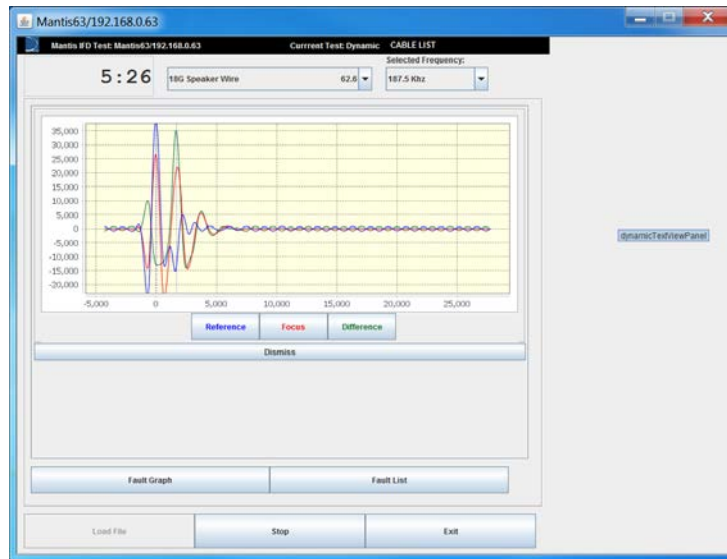 Mantis63/192.168.0.63
Mantis IFD Test: Mantis63/192.168.0.63 Currrent Test: Dynamic CABLE LIST
Selected Frequency:
5:26 18G Speaker Wire 62.6 187.5 Khz
35,000
30,000
25,000
20,000
15,000
10,000
5,000
0
-5,000
-10,000
-15,000
-20,000
-5,000 0 5,000 10,000 15,000 20,000 25,000
Reference Focus Difference
Dismiss
dynamicTextViewPanel
Fault Graph Fault List
Load File Stop Exit